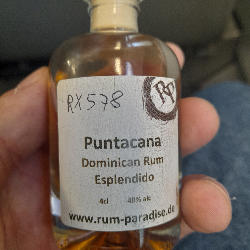 RX578
RP
Puntacana
Dominican Rum
Esplendido
4cl 40% alc
www.rum-paradise.de